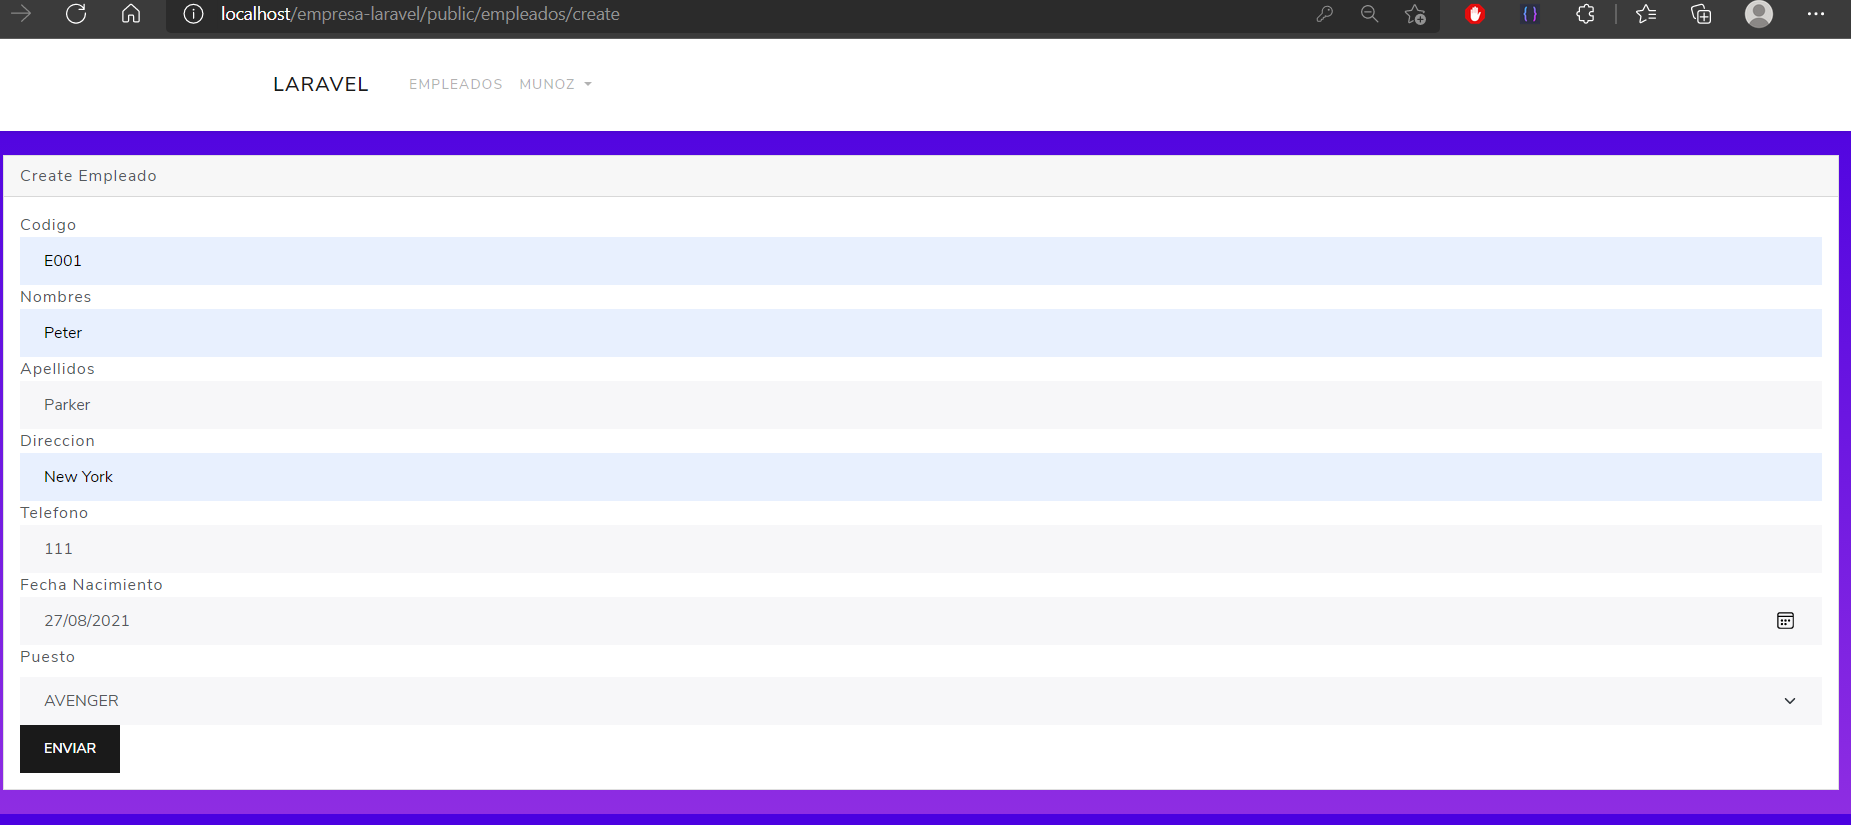 localhost/empresa-laravel/public/empleados/create
LARAVEL EMPLEADOS MUNOZ
Create Empleado
Codigo
E001
Nombres
Peter
Apellidos
Parker
Direccion
New York
Telefono
111
Fecha Nacimiento
27/08/2021
Puesto
AVENGER
ENVIAR